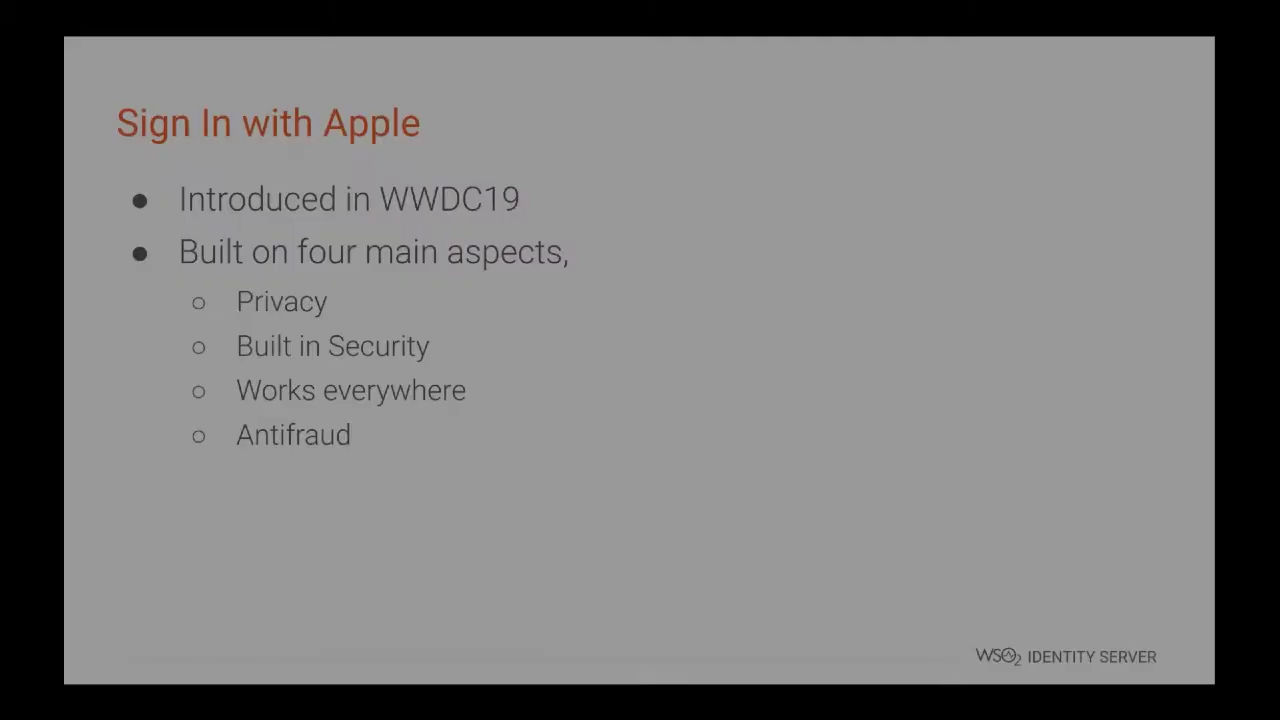 Sign In with Apple
● Introduced in WWDC19
● Built on four main aspects,
○ Privacy
○ Built in Security
○ Works everywhere
○ Antifraud
WSO2 IDENTITY SERVER